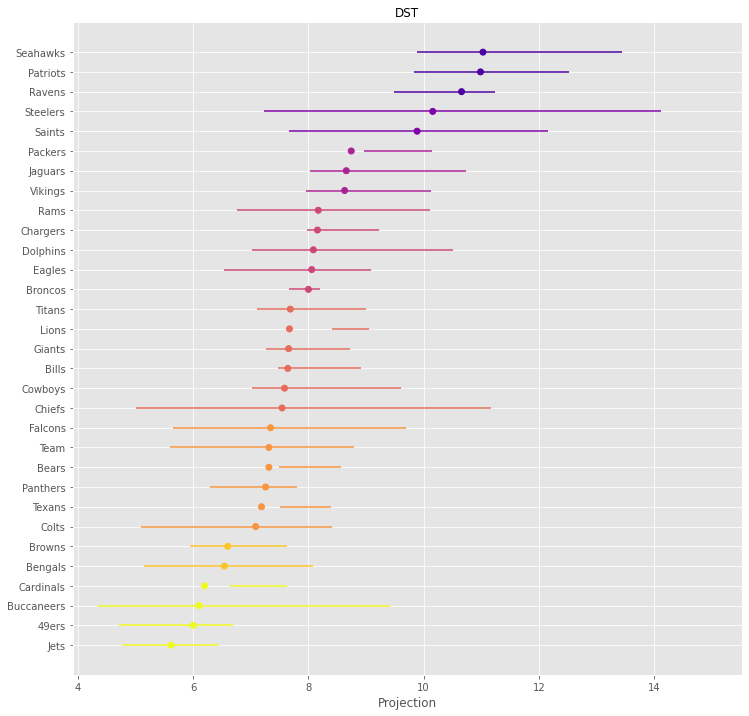 DST
Seahawks
Patriots
Ravens
Steelers
Saints
Packers
Jaguars
Vikings
Rams
Chargers
Dolphins
Eagles
Broncos
Titans
Lions
Giants
Bills
Cowboys
Chiefs
Falcons
Team
Bears
Panthers
Texans
Colts
Browns
Bengals
Cardinals
Buccaneers
49ers
Jets
4 6 8 10 12 14
Projection